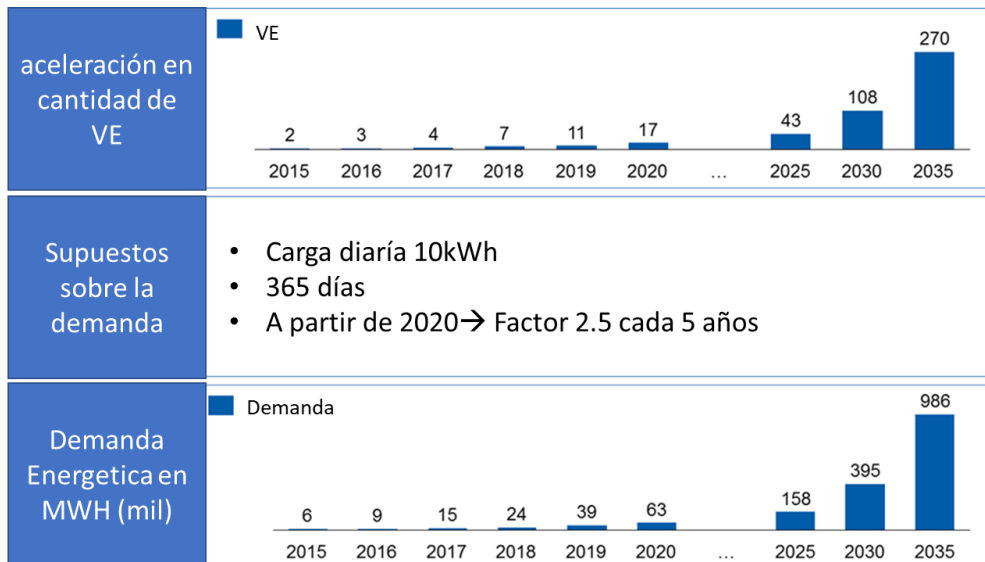 aceleración en
cantidad de
VE
VE
2 3 4 7 11 17 43 108 270
2015 2016 2017 2018 2019 2020 ... 2025 2030 2035
Supuestos
sobre la
demanda
• Carga diaría 10kWh
• 365 días
• A partir de 2020→ Factor 2.5 cada 5 años
Demanda
Energetica en
MWH (mil)
Demanda
6 9 15 24 39 63 158 395 986
2015 2016 2017 2018 2019 2020 ... 2025 2030 2035